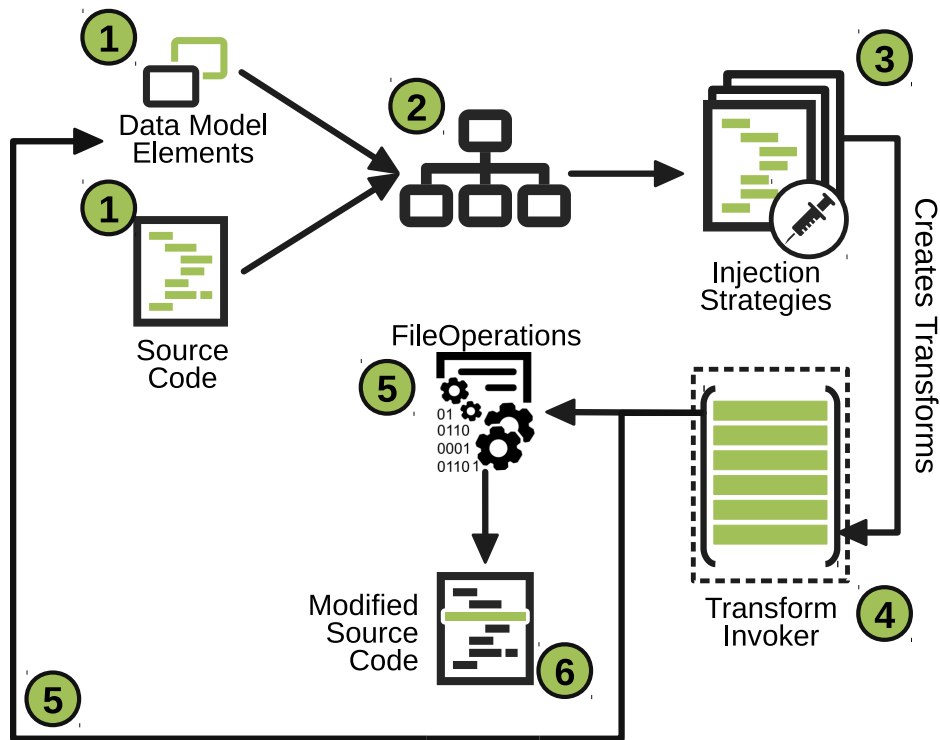 1
Data Model
Elements
1
Source
Code
2
3
Injection
Strategies
Creates Transforms
FileOperations
5
01
0110
0001
0110 1
4
Transform
Invoker
Modified
Source
Code
6
5